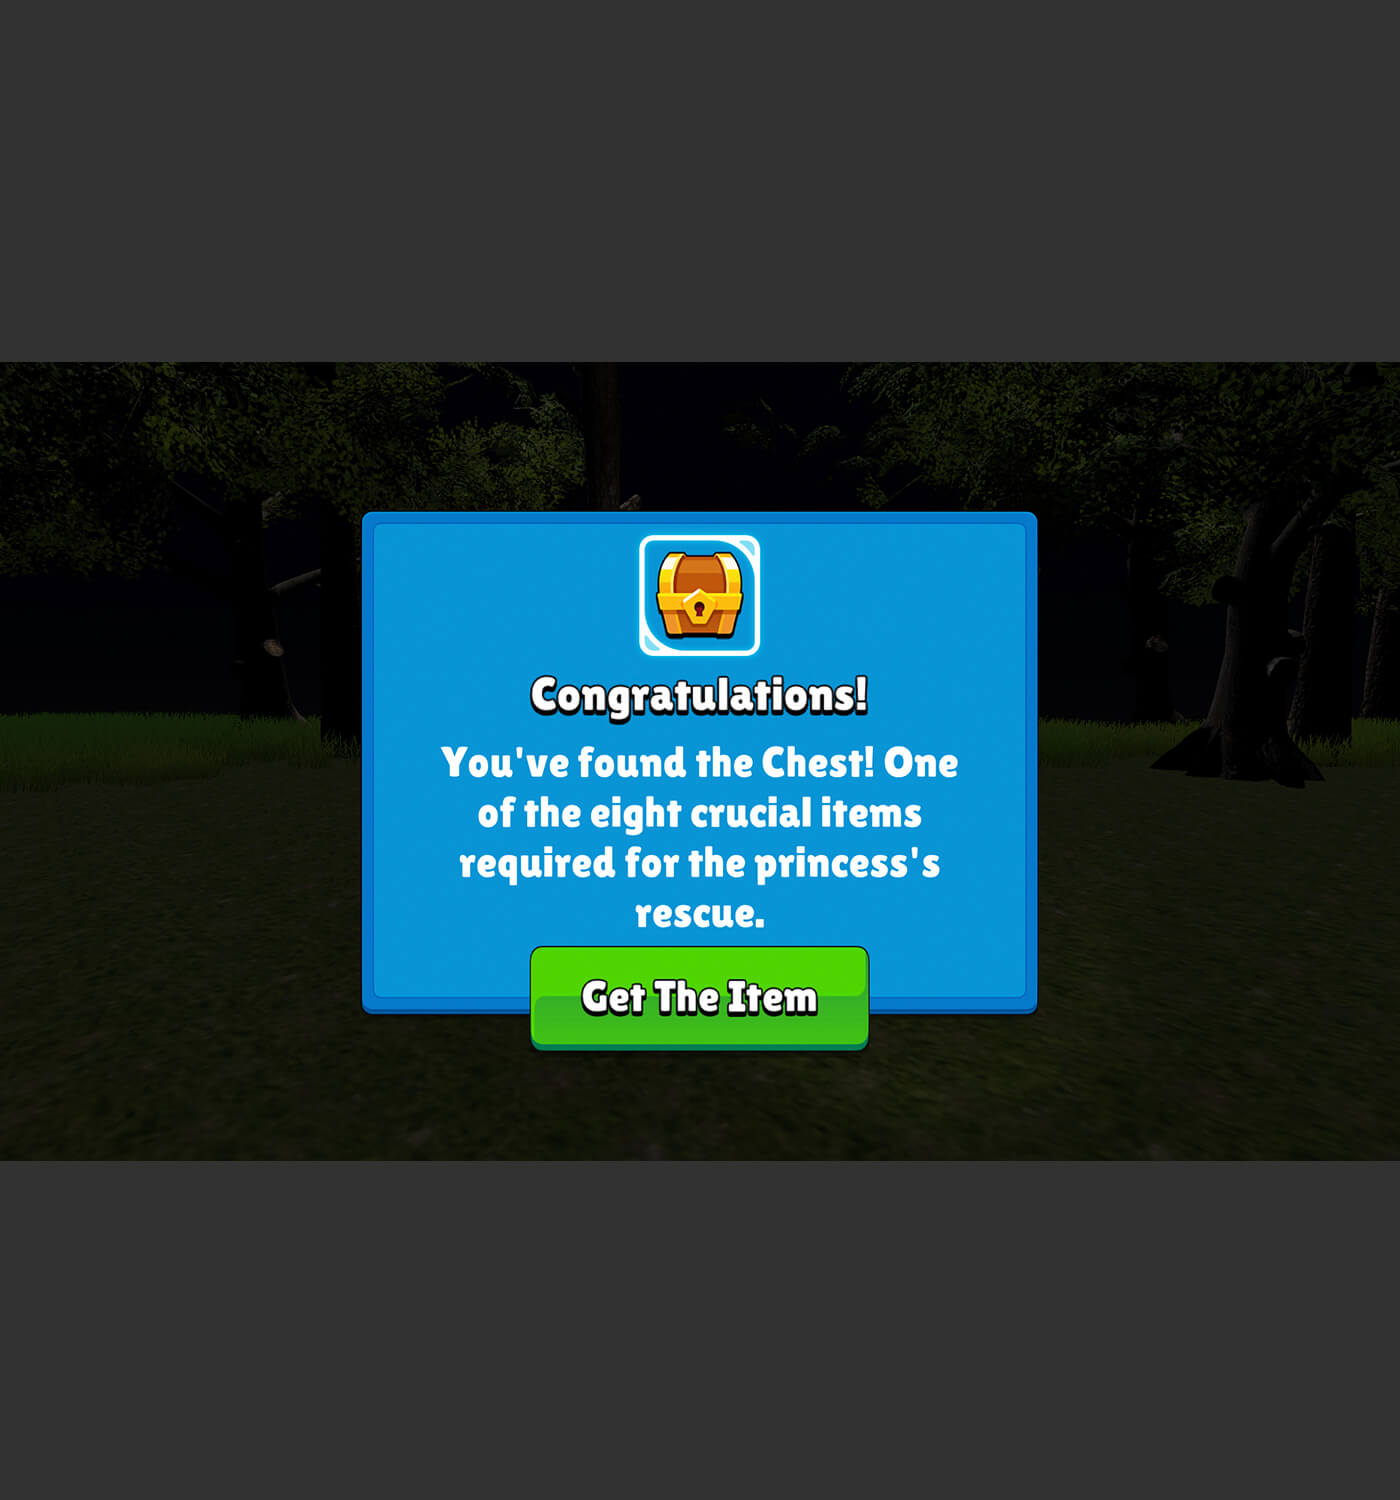 Congratulations!
You've found the Chest! One
of the eight crucial items
required for the princess's
rescue.
Get The Item